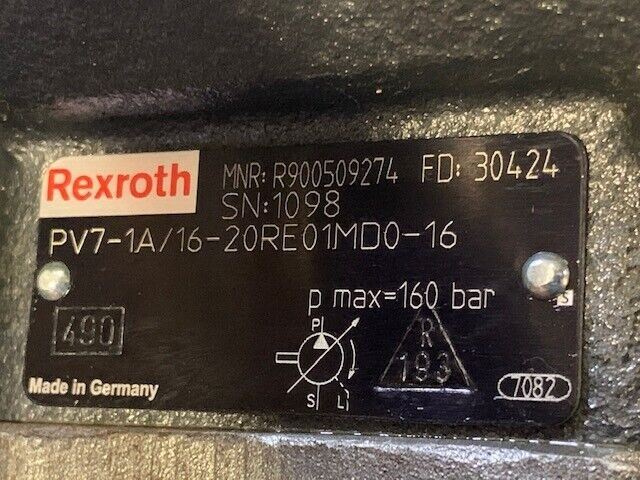 Rexroth
MNR: R900509274 FD: 30424
SN:1098
PV7-1A/16-20RE01MD0-16
p max=160 bar
490
P
R
193
S L
S
Made in Germany
7082